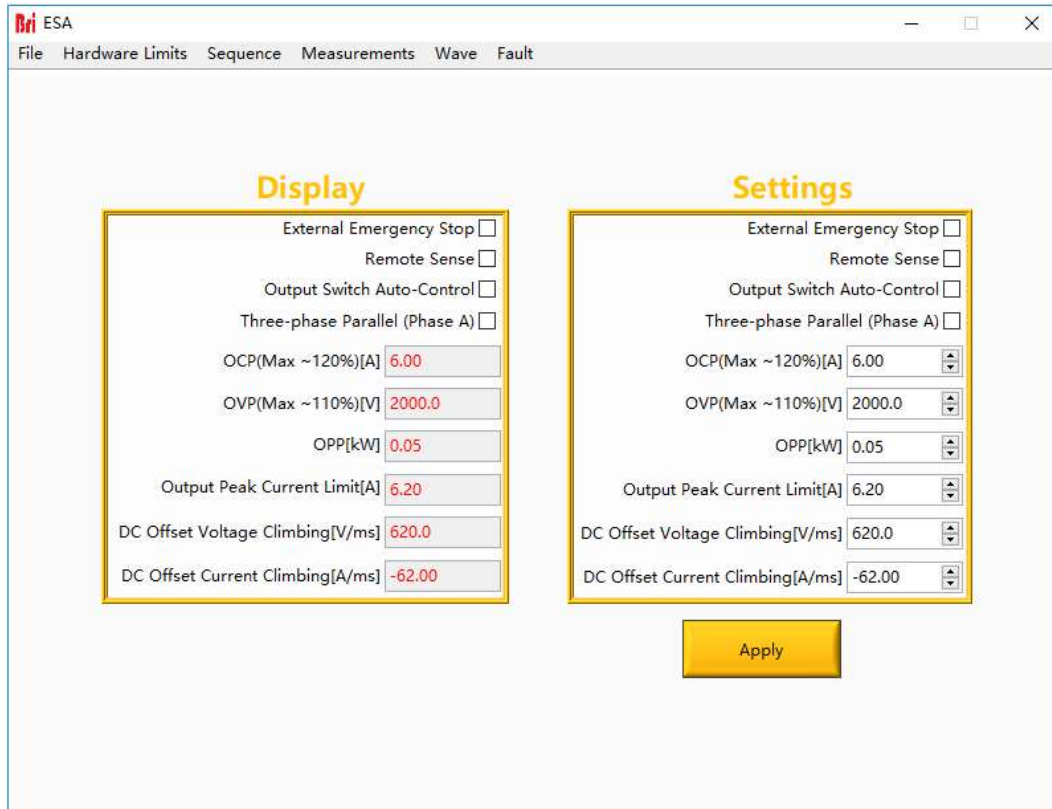 Bri ESA
File Hardware Limits Sequence Measurements Wave Fault
Display
External Emergency Stop
Remote Sense
Output Switch Auto-Control
Three-phase Parallel (Phase A)
OCP(Max ~120%)[A] 6.00
OVP(Max ~110%)[V] 2000.0
OPP[kW] 0.05
Output Peak Current Limit[A] 6.20
DC Offset Voltage Climbing[V/ms] 620.0
DC Offset Current Climbing[A/ms] -62.00
Settings
External Emergency Stop
Remote Sense
Output Switch Auto-Control
Three-phase Parallel (Phase A)
OCP(Max ~120%)[A] 6.00
OVP(Max ~110%)[V] 2000.0
OPP[kW] 0.05
Output Peak Current Limit[A] 6.20
DC Offset Voltage Climbing[V/ms] 620.0
DC Offset Current Climbing[A/ms] -62.00
Apply